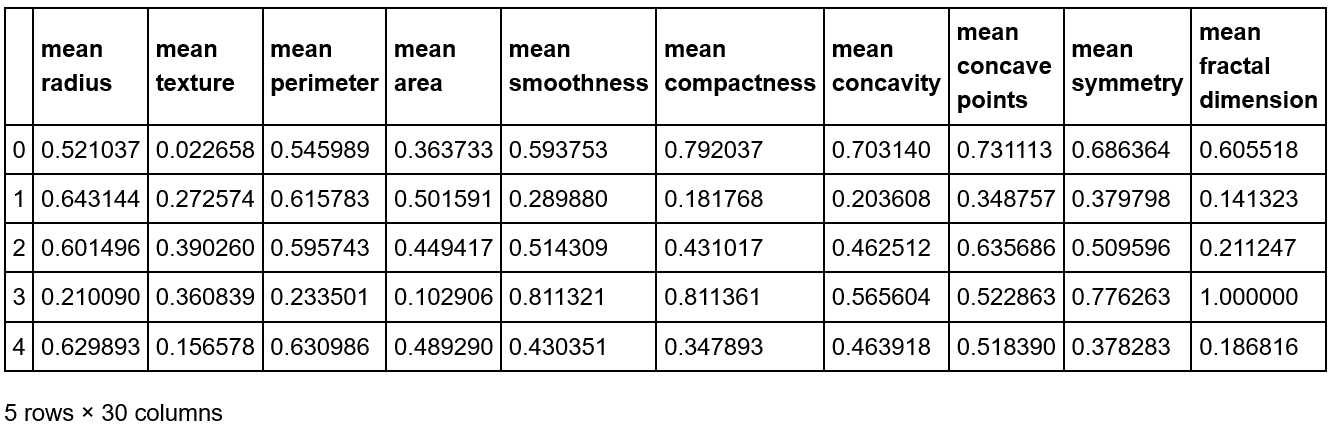 mean radius mean texture mean perimeter mean area mean smoothness mean compactness mean concavity mean concave points mean symmetry mean fractal dimension
0 0.521037 0.022658 0.545989 0.363733 0.593753 0.792037 0.703140 0.731113 0.686364 0.605518
1 0.643144 0.272574 0.615783 0.501591 0.289880 0.181768 0.203608 0.348757 0.379798 0.141323
2 0.601496 0.390260 0.595743 0.449417 0.514309 0.431017 0.462512 0.635686 0.509596 0.211247
3 0.210090 0.360839 0.233501 0.102906 0.811321 0.811361 0.565604 0.522863 0.776263 1.000000
4 0.629893 0.156578 0.630986 0.489290 0.430351 0.347893 0.463918 0.518390 0.378283 0.186816
5 rows × 30 columns